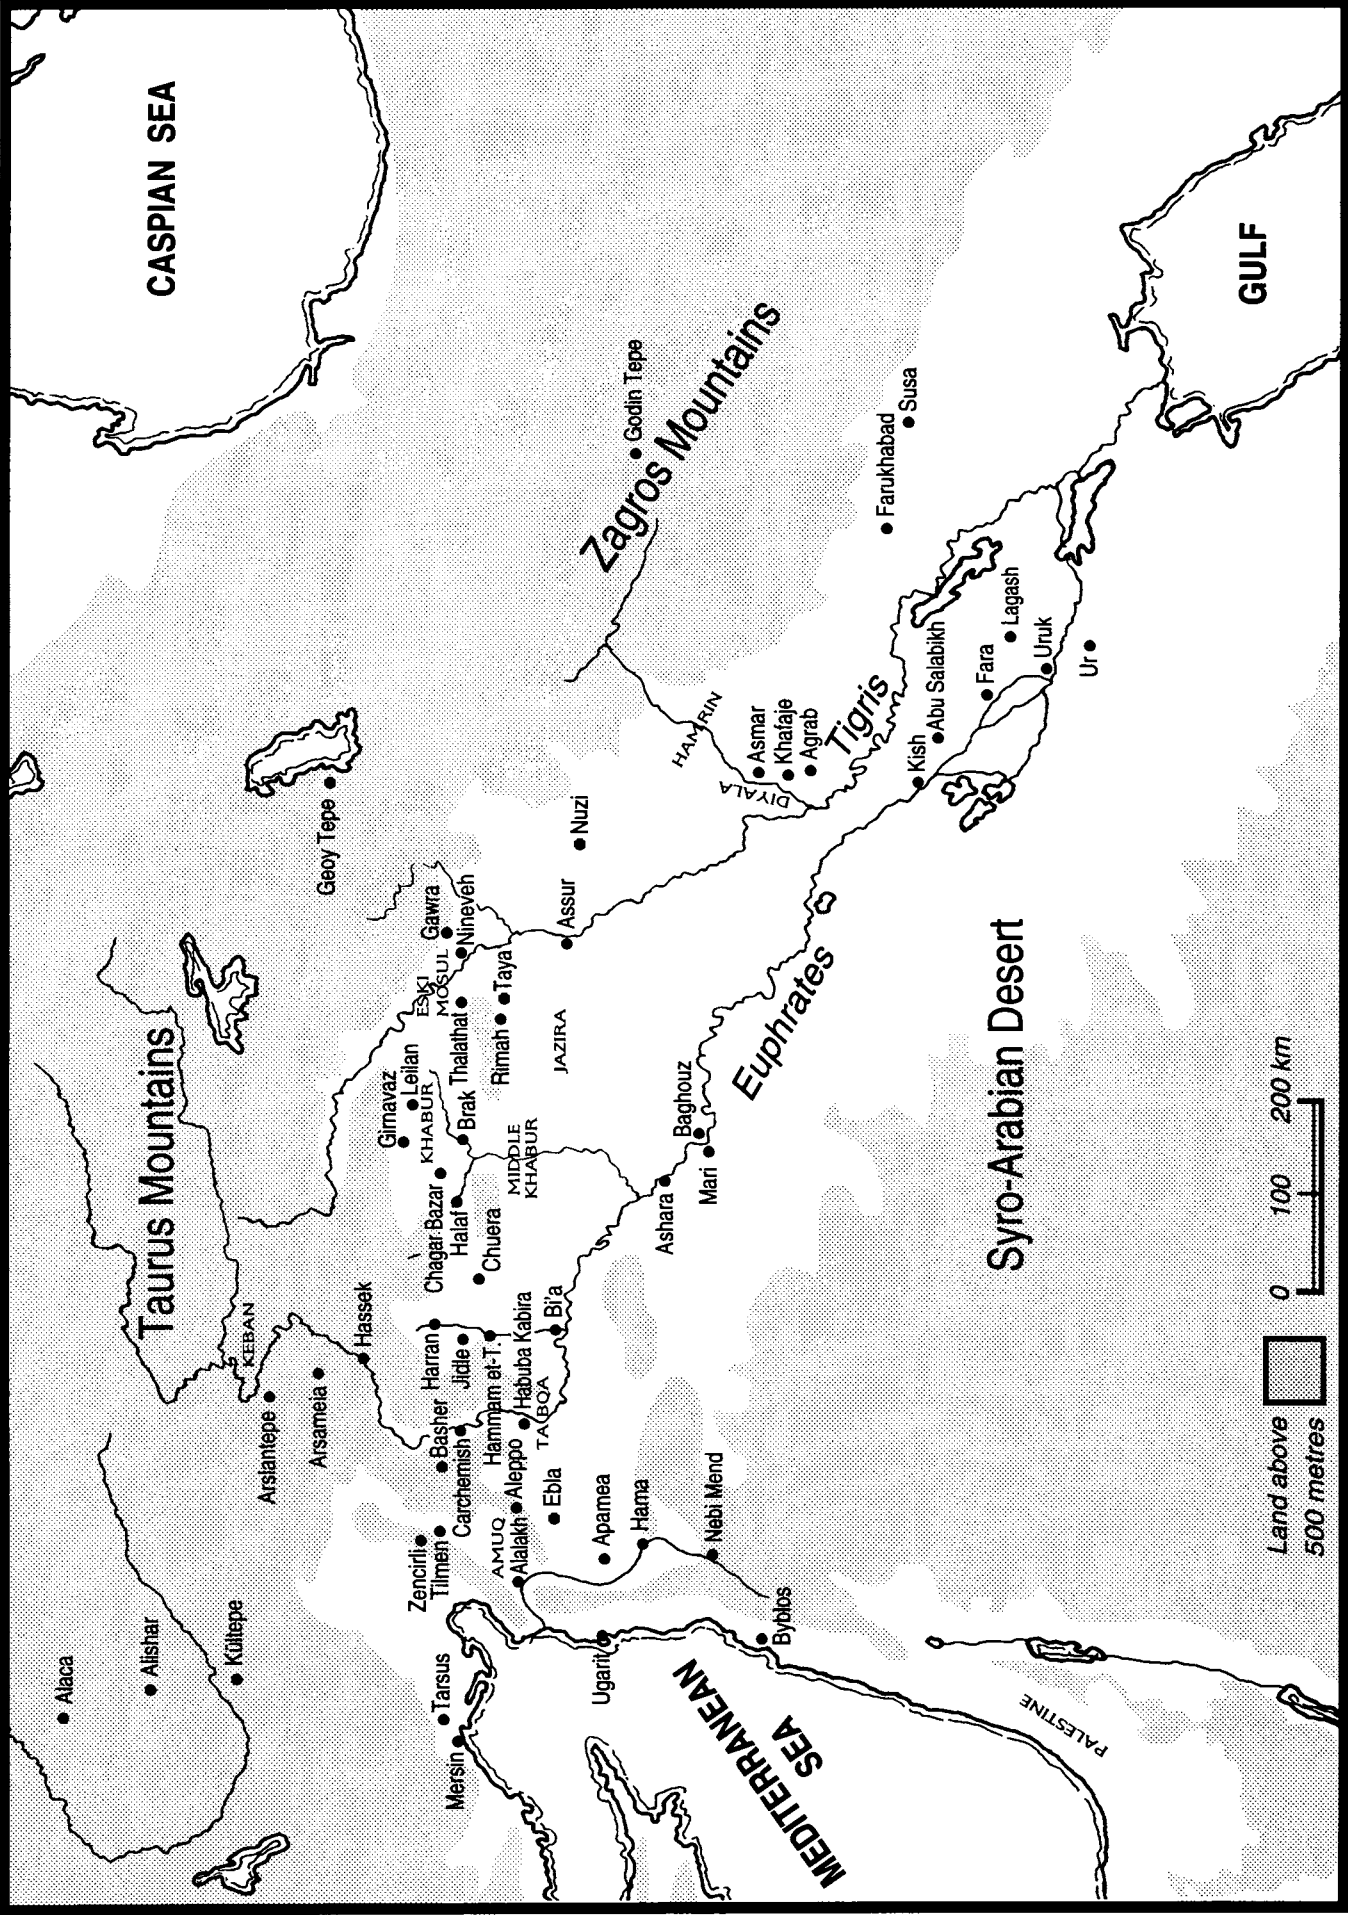 CASPIAN SEA
Taurus Mountains
Alaca
Alishar
Kültepe
KEBAN
Arslantepe
Arsameia
Hassek
Geoy Tepe
Zagros Mountains
Godin Tepe
Gawra
Nineveh
ESKI
MOSUL
Girnavaz
Leilan
KHABUR
Thalathat
Brak
Rimah
Taya
Assur
Nuzi
JAZIRA
MIDDLE
KHABUR
Chagar Bazar
Halaf
Chuera
Harran
Jidle
Hammam et-T.
Habuba Kabira
Bi'a
TABQA
Basher
Carchemish
Zencirli
Tilmen
AMUQ
Alalakh
Aleppo
Ebla
Apamea
Hama
Nebi Mend
Tarsus
Mersin
Ugarit
Byblos
MEDITERRANEAN
SEA
PALESTINE
Ashara
Baghouz
Mari
Euphrates
HAMRIN
DIYALA
Asmar
Khafaje
Agrab
Tigris
Farukhabad
Susa
Kish
Abu Salabikh
Fara
Lagash
Uruk
Ur
GULF
Syro-Arabian Desert
Land above
500 metres
0 100 200 km